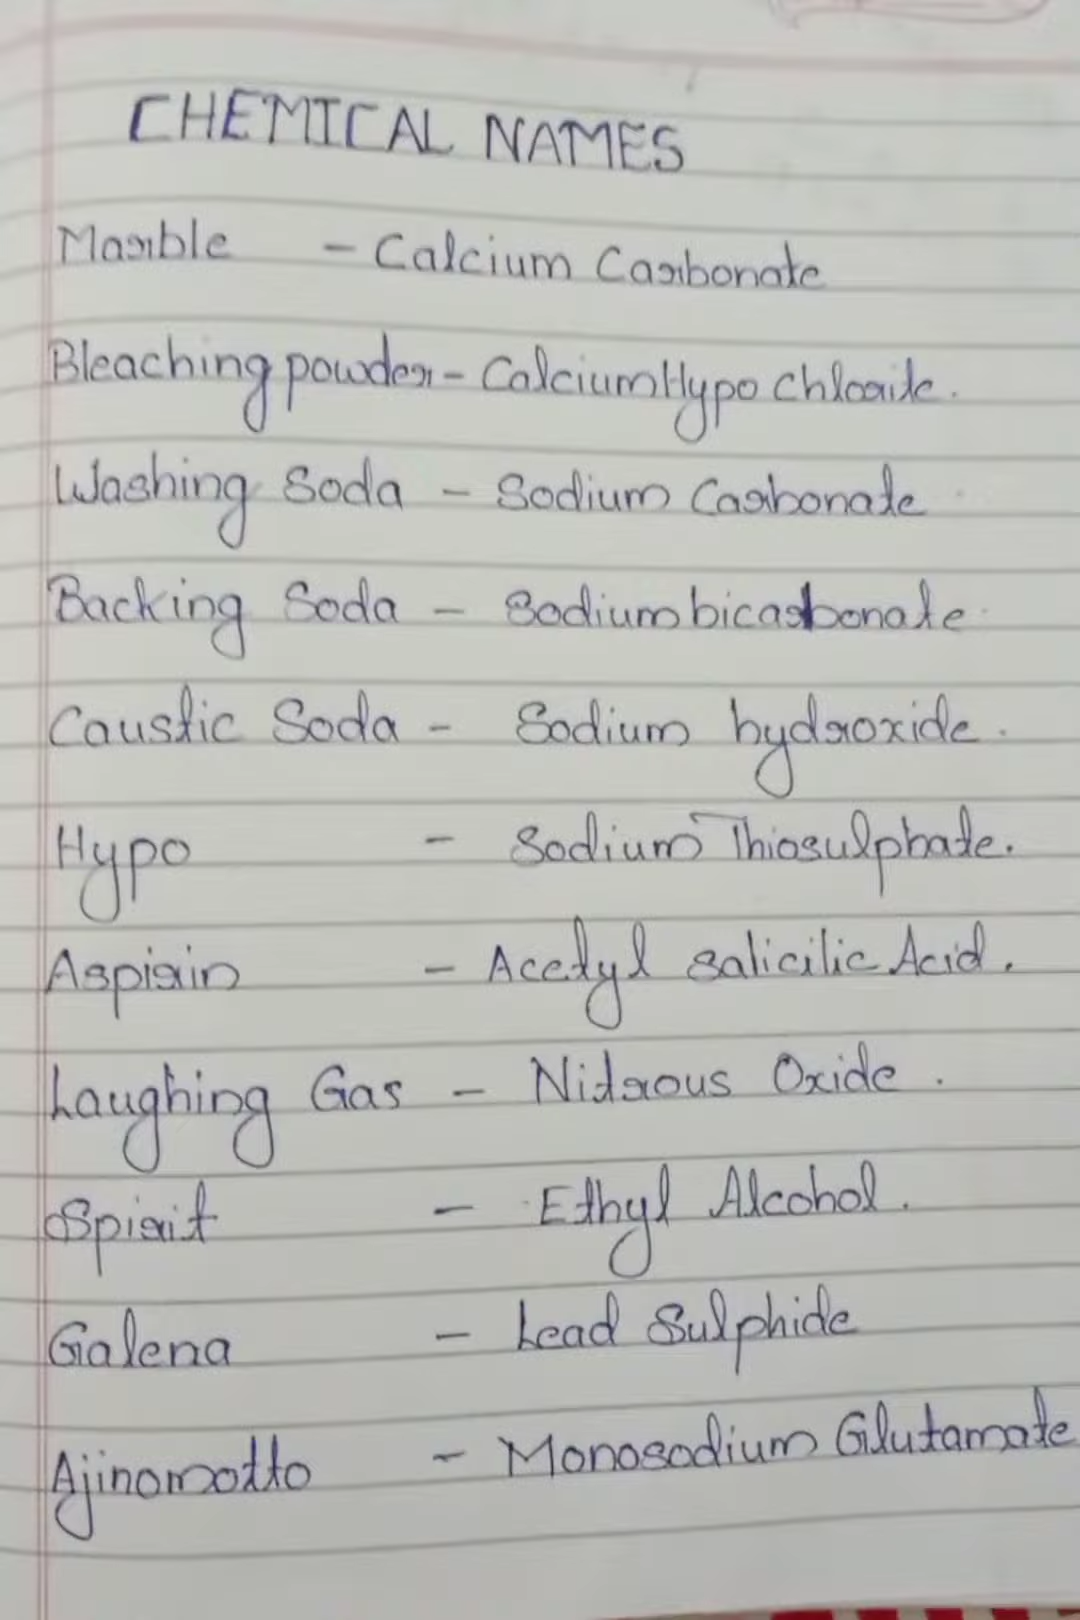 CHEMICAL NAMES
Marble - Calcium Carbonate
Bleaching powder - Calcium Hypo chlorite.
Washing Soda - Sodium Carbonate
Backing Soda - Sodium bicarbonate
Caustic Soda - Sodium hydroxide.
Hypo - Sodium Thiosulphate.
Aspirin - Acetyl salicilic Acid.
Laughing Gas - Nitrous Oxide.
Spirit - Ethyl Alcohol.
Galena - Lead Sulphide
Ajinomotto - Monosodium Glutamate